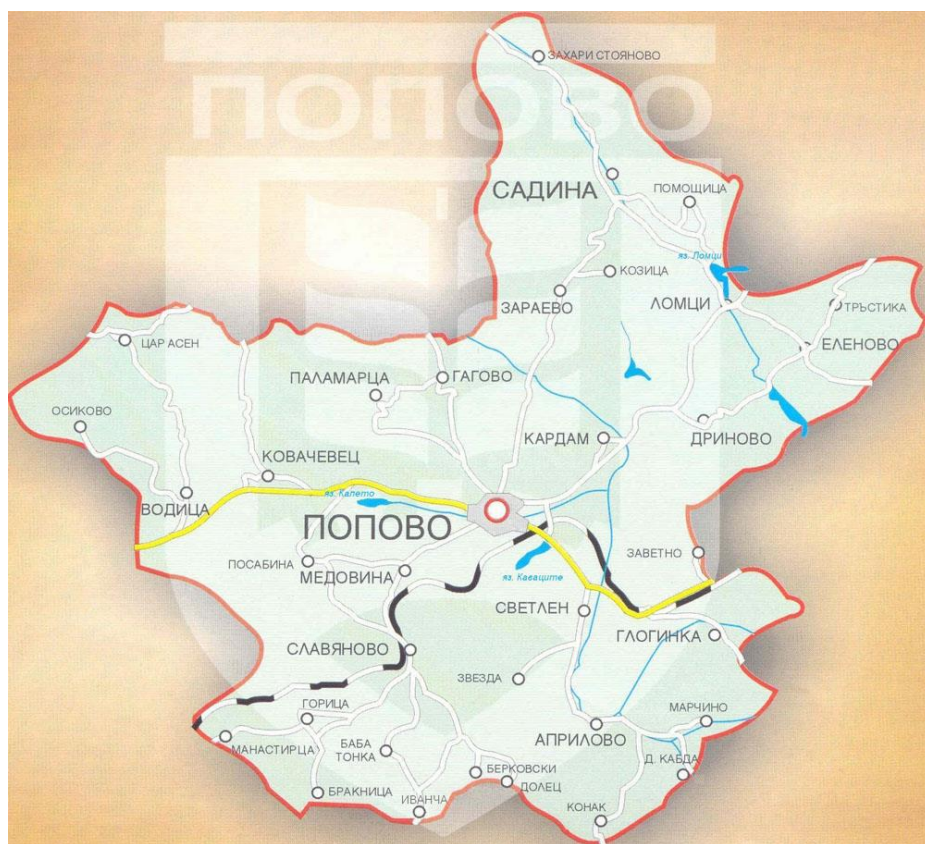 ПОПОВО
ЗАХАРИ СТОЯНОВО
САДИНА
ПОМОЩИЦА
яз. Ломци
КОЗИЦА
ЗАРАЕВО
ЛОМЦИ
ТРЪСТИКА
ЕЛЕНОВО
ЦАР АСЕН
ПАЛАМАРЦА
ГАГОВО
ОСИКОВО
КАРДАМ
ДРИНОВО
КОВАЧЕВЕЦ
ВОДИЦА
яз. Капето
ПОПОВО
ПОСАБИНА
МЕДОВИНА
яз. Каваците
ЗАВЕТНО
СВЕТЛЕН
ГЛОГИНКА
СЛАВЯНОВО
ЗВЕЗДА
ГОРИЦА
МАРЧИНО
МАНАСТИРЦА
БАБА
ТОНКА
АПРИЛОВО
БЕРКОВСКИ
Д. КАБДА
ДОЛЕЦ
БРАКНИЦА
ИВАНЧА
КОНАК